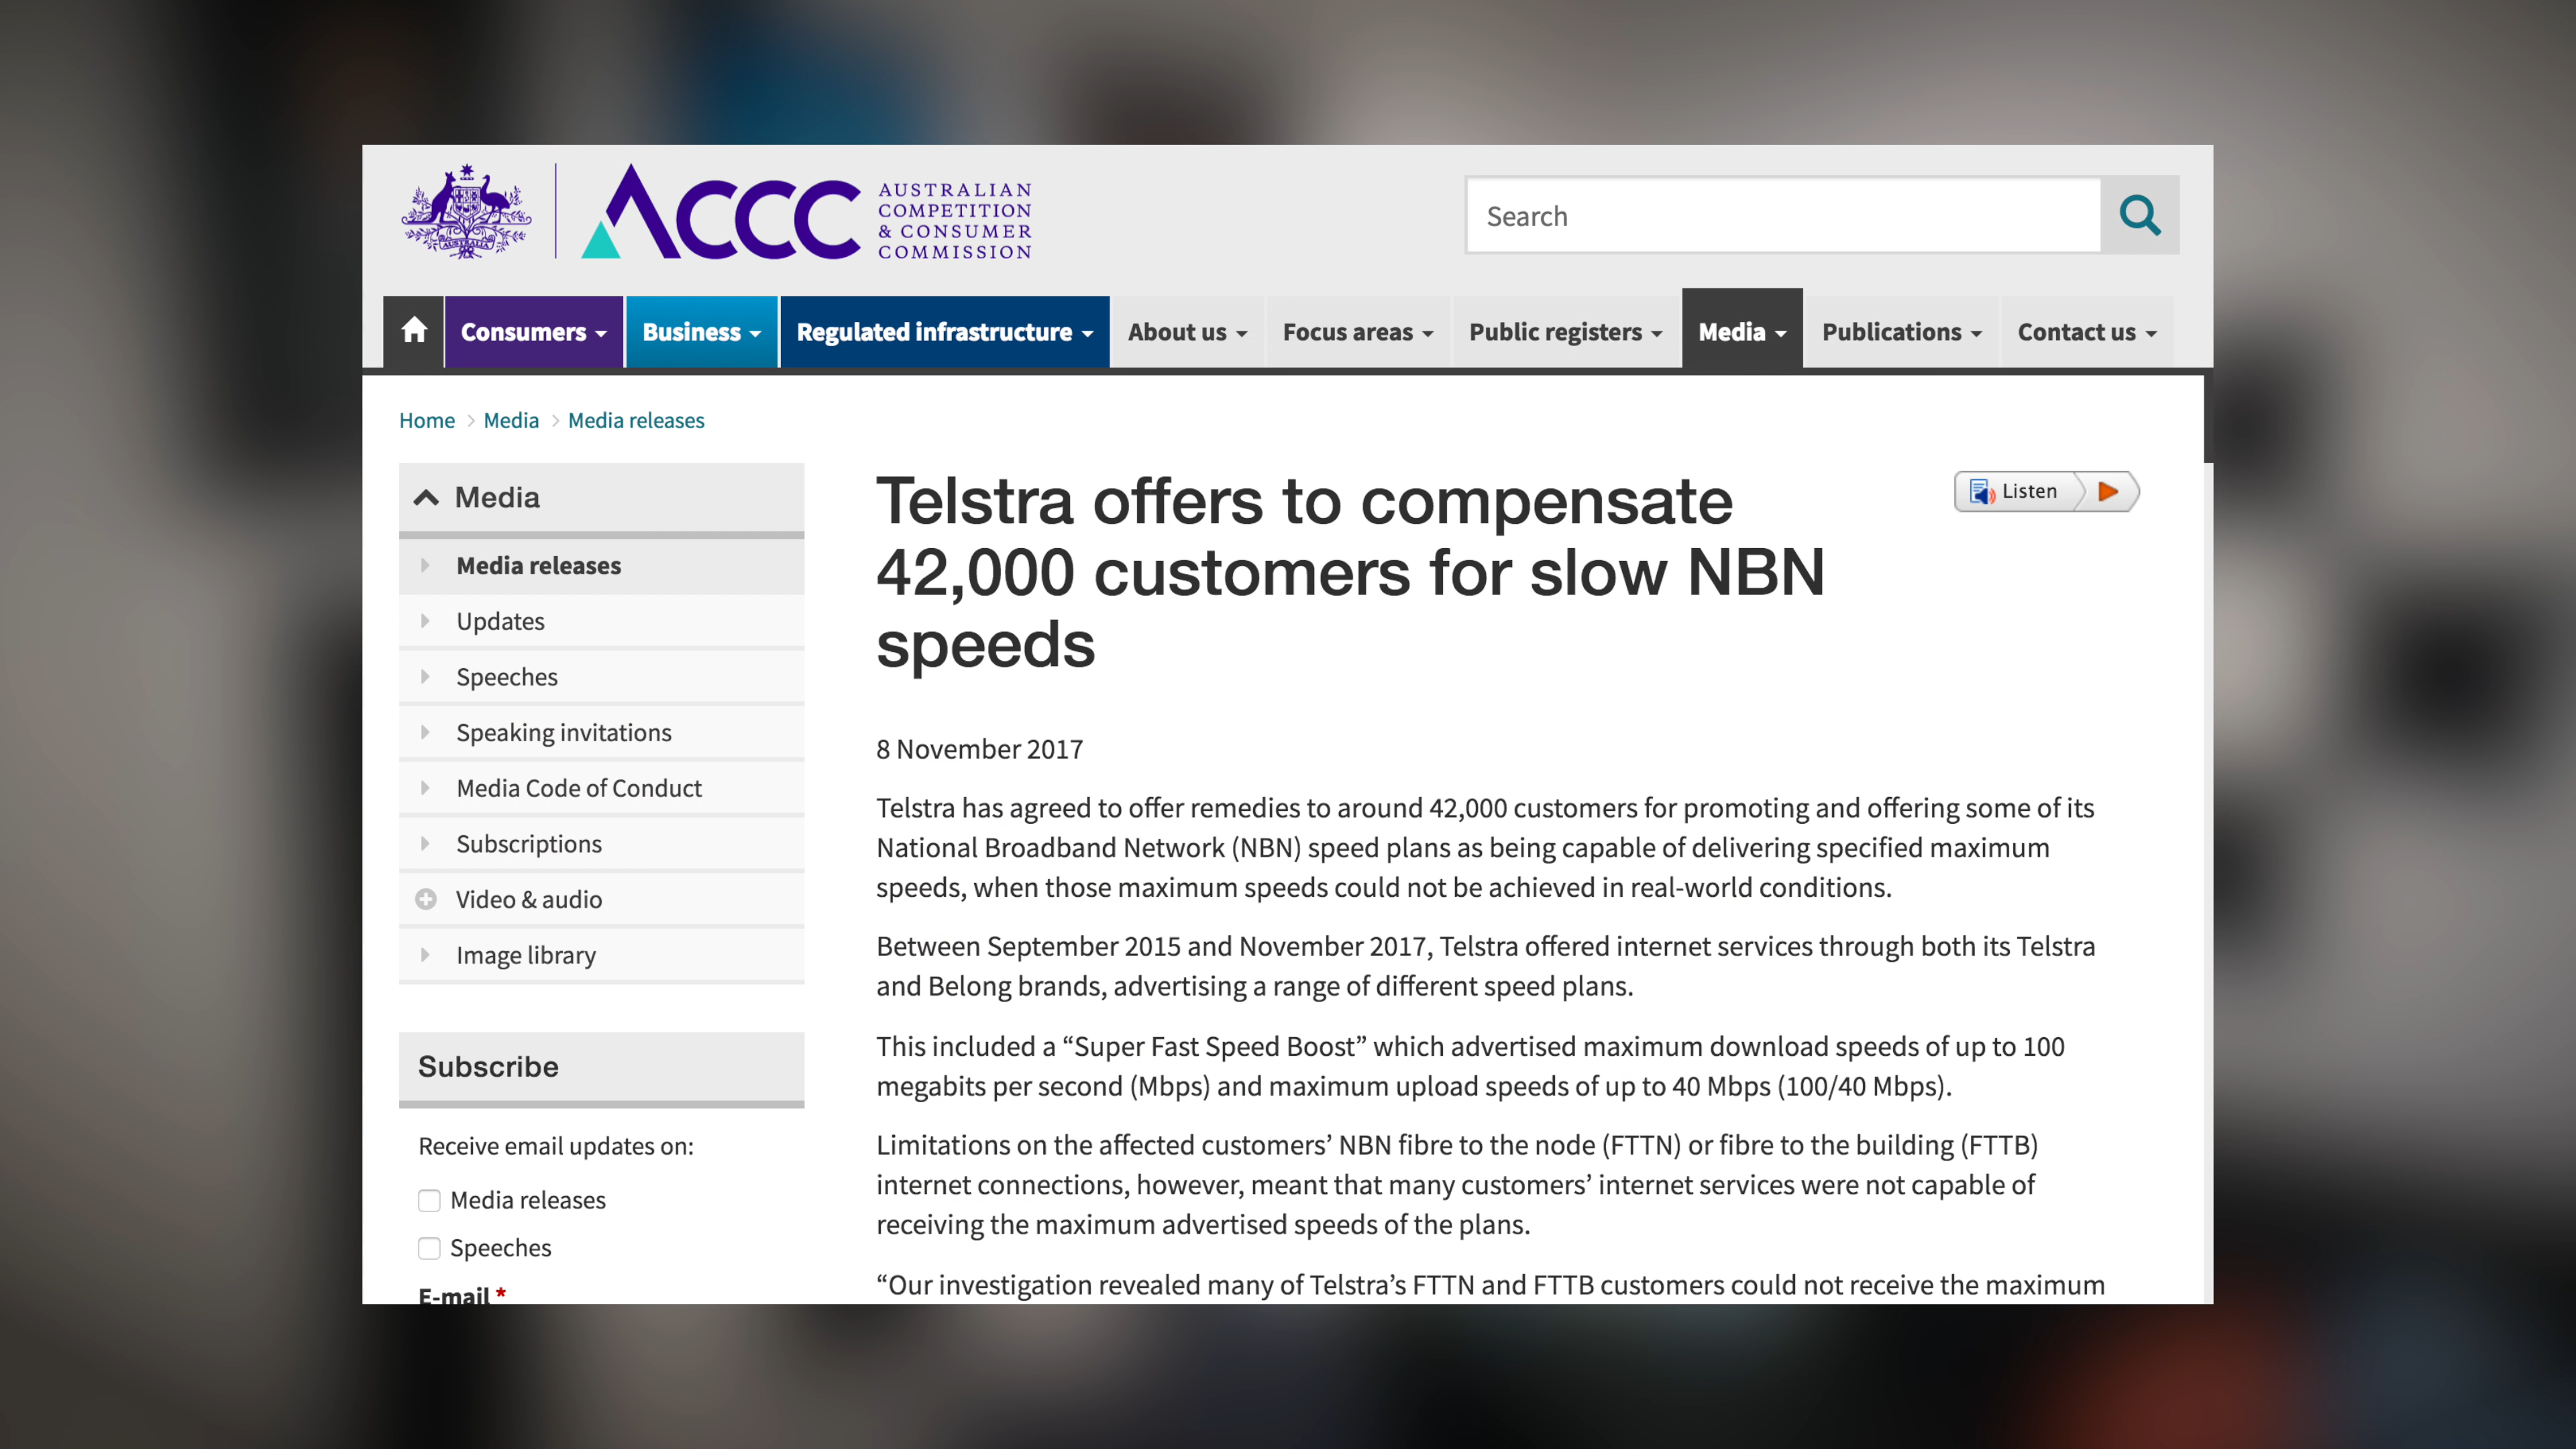 AUSTRALIA
ACCC
AUSTRALIAN
COMPETITION
& CONSUMER
COMMISSION
Search
Consumers
Business
Regulated infrastructure
About us
Focus areas
Public registers
Media
Publications
Contact us
Home
Media
Media releases
Media
Media releases
Updates
Speeches
Speaking invitations
Media Code of Conduct
Subscriptions
Video & audio
Image library
Subscribe
Receive email updates on:
Media releases
Speeches
E-mail *
Telstra offers to compensate
42,000 customers for slow NBN
speeds
Listen
8 November 2017
Telstra has agreed to offer remedies to around 42,000 customers for promoting and offering some of its
National Broadband Network (NBN) speed plans as being capable of delivering specified maximum
speeds, when those maximum speeds could not be achieved in real-world conditions.
Between September 2015 and November 2017, Telstra offered internet services through both its Telstra
and Belong brands, advertising a range of different speed plans.
This included a “Super Fast Speed Boost” which advertised maximum download speeds of up to 100
megabits per second (Mbps) and maximum upload speeds of up to 40 Mbps (100/40 Mbps).
Limitations on the affected customers’ NBN fibre to the node (FTTN) or fibre to the building (FTTB)
internet connections, however, meant that many customers’ internet services were not capable of
receiving the maximum advertised speeds of the plans.
“Our investigation revealed many of Telstra’s FTTN and FTTB customers could not receive the maximum